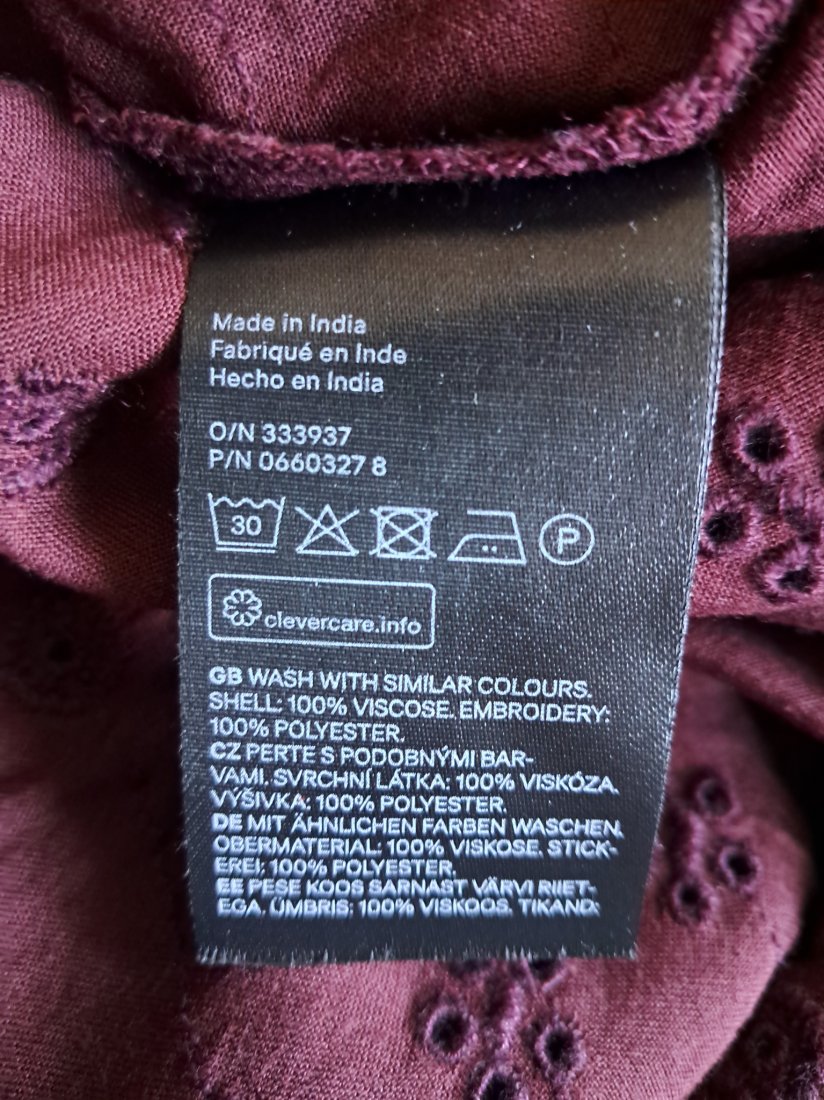 Made in India
Fabriqué en Inde
Hecho en India
O/N 333937
P/N 0660327 8
30
P
clevercare.info
GB WASH WITH SIMILAR COLOURS.
SHELL: 100% VISCOSE. EMBROIDERY:
100% POLYESTER.
CZ PERTE S PODOBNÝMI BAR-
VAMI. SVRCHNÍ LÁTKA: 100% VISKÓZA.
VÝŠIVKA: 100% POLYESTER.
DE MIT ÄHNLICHEN FARBEN WASCHEN.
OBERMATERIAL: 100% VISKOSE. STICK-
EREI: 100% POLYESTER.
EE PESE KOOS SARNAST VÄRVI RIIET-
EGA. ÜMBRIS: 100% VISKOOS. TIKAND: